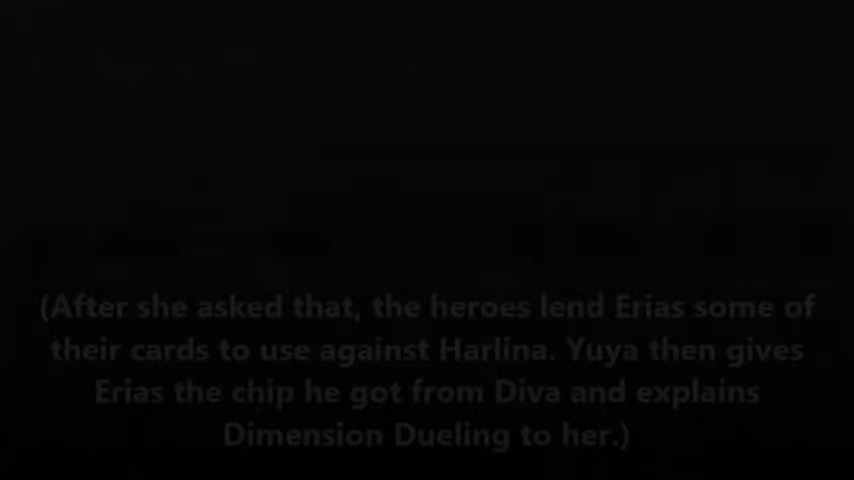 (After she asked that, the heroes lend Erias some of
their cards to use against Harlina. Yuya then gives
Erias the chip he got from Diva and explains
Dimension Dueling to her.)